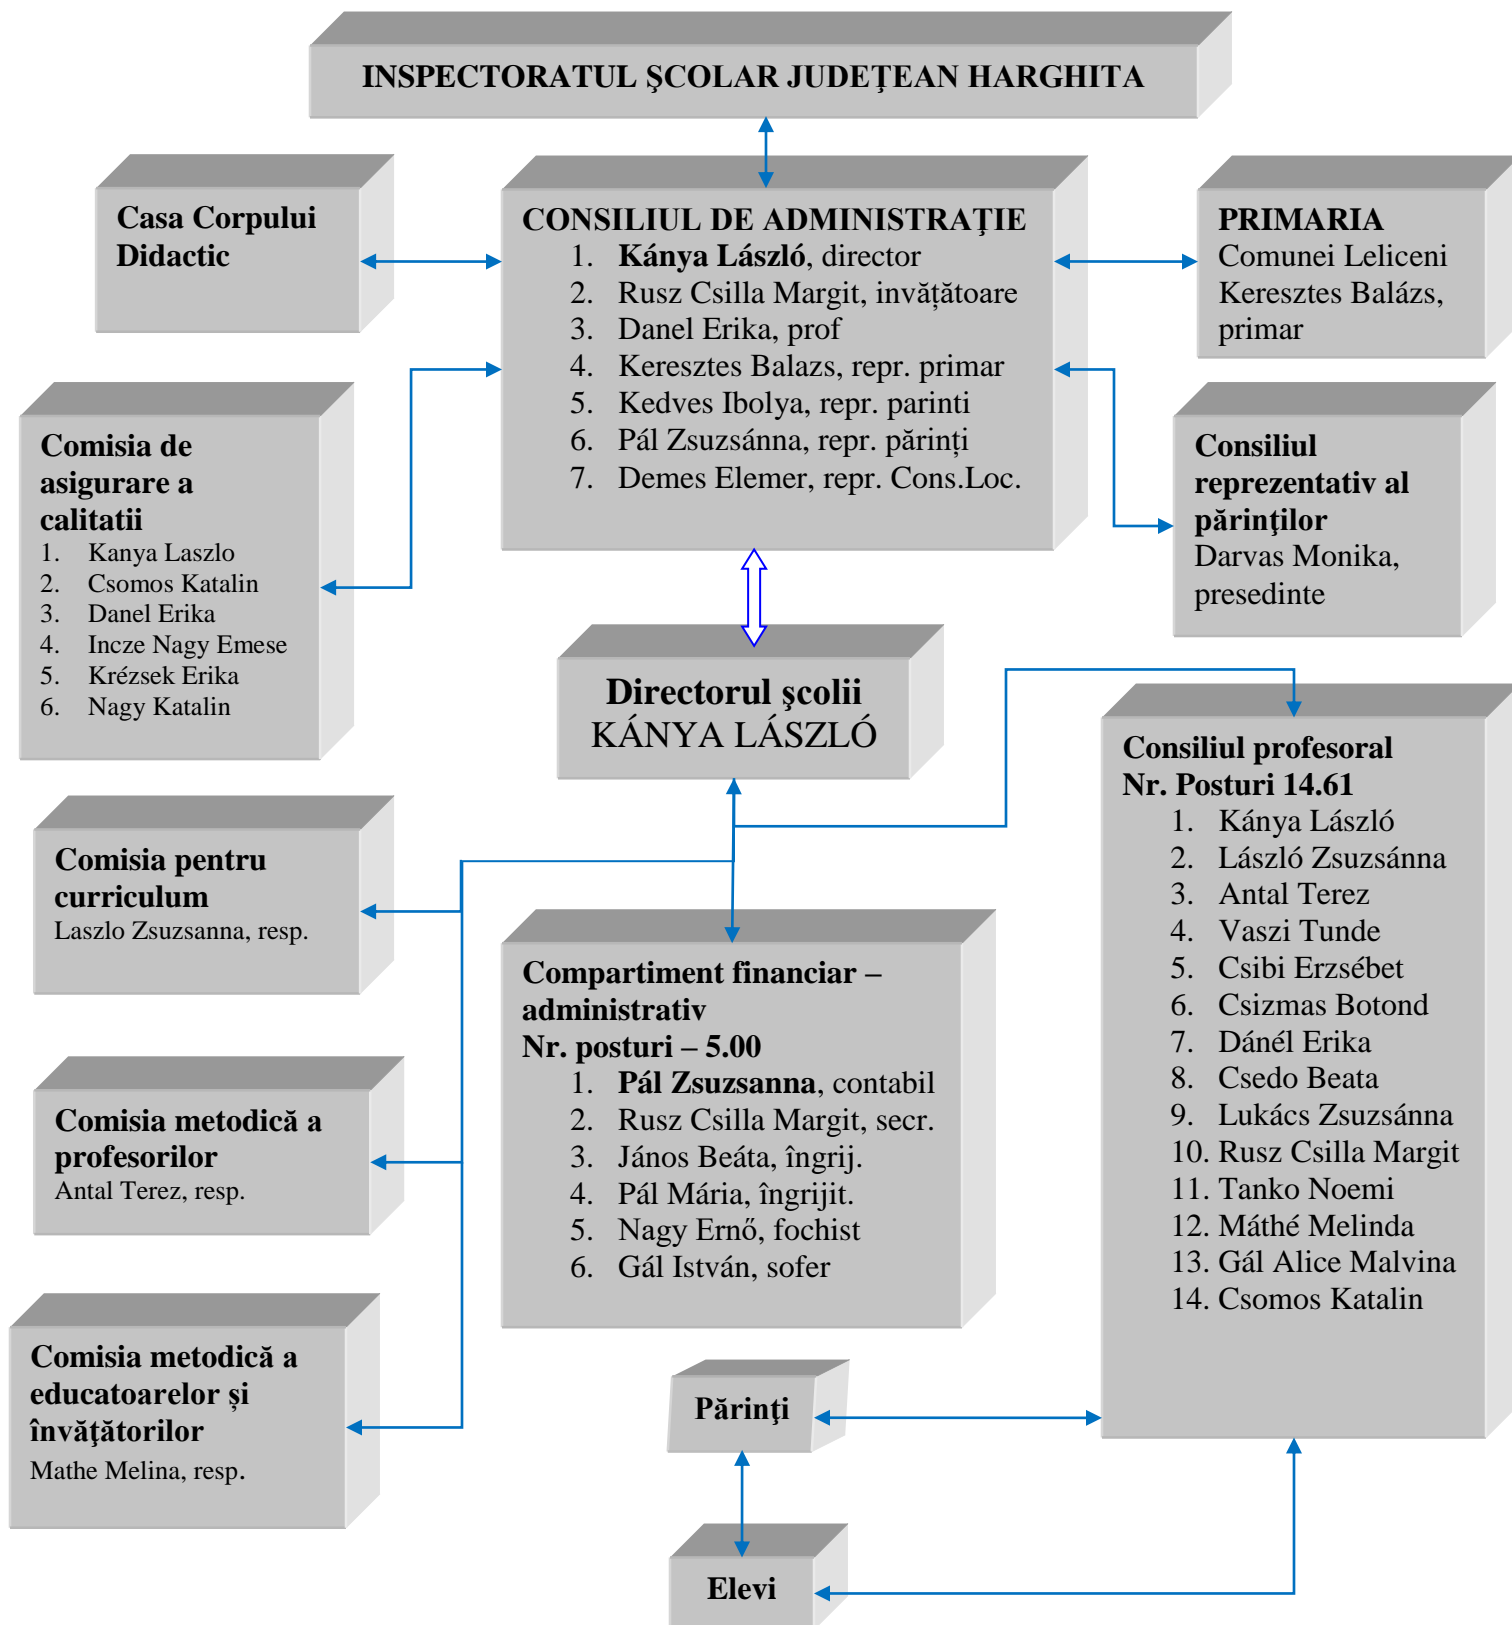 INSPECTORATUL ŞCOLAR JUDEŢEAN HARGHITA
Casa Corpului
Didactic
CONSILIUL DE ADMINISTRAŢIE
1. Kánya László, director
2. Rusz Csilla Margit, invățătoare
3. Danel Erika, prof
4. Keresztes Balazs, repr. primar
5. Kedves Ibolya, repr. parinti
6. Pál Zsuzsánna, repr. părinți
7. Demes Elemer, repr. Cons.Loc.
PRIMARIA
Comunei Leliceni
Keresztes Balázs,
primar
Comisia de
asigurare a
calitatii
1. Kanya Laszlo
2. Csomos Katalin
3. Danel Erika
4. Incze Nagy Emese
5. Krézsek Erika
6. Nagy Katalin
Consiliul
reprezentativ al
părinţilor
Darvas Monika,
presedinte
Directorul şcolii
KÁNYA LÁSZLÓ
Consiliul profesoral
Nr. Posturi 14.61
1. Kánya László
2. László Zsuzsánna
3. Antal Terez
4. Vaszi Tunde
5. Csibi Erzsébet
6. Csizmas Botond
7. Dánél Erika
8. Csedo Beata
9. Lukács Zsuzsánna
10. Rusz Csilla Margit
11. Tanko Noemi
12. Máthé Melinda
13. Gál Alice Malvina
14. Csomos Katalin
Comisia pentru
curriculum
Laszlo Zsuzsanna, resp.
Compartiment financiar –
administrativ
Nr. posturi – 5.00
1. Pál Zsuzsanna, contabil
2. Rusz Csilla Margit, secr.
3. János Beáta, îngrij.
4. Pál Mária, îngrijit.
5. Nagy Ernő, fochist
6. Gál István, sofer
Comisia metodică a
profesorilor
Antal Terez, resp.
Comisia metodică a
educatoarelor și
învăţătorilor
Mathe Melina, resp.
Părinţi
Elevi